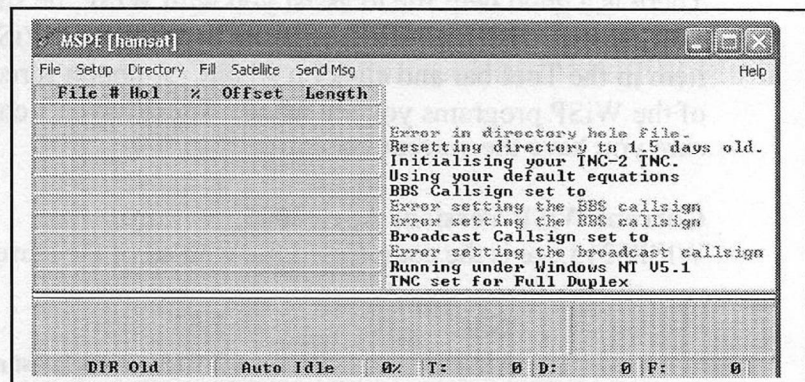 MSPE [hamsat]
File Setup Directory Fill Satellite Send Msg Help
File # Hol % Offset Length
Error in directory hole file.
Resetting directory to 1.5 days old.
Initialising your TNC-2 TNC.
Using your default equations
BBS Callsign set to
Error setting the BBS callsign
Error setting the BBS callsign
Broadcast Callsign set to
Error setting the broadcast callsign
Running under Windows NT V5.1
TNC set for Full Duplex
DIR Old Auto Idle 0% T: 0 D: 0 F: 0